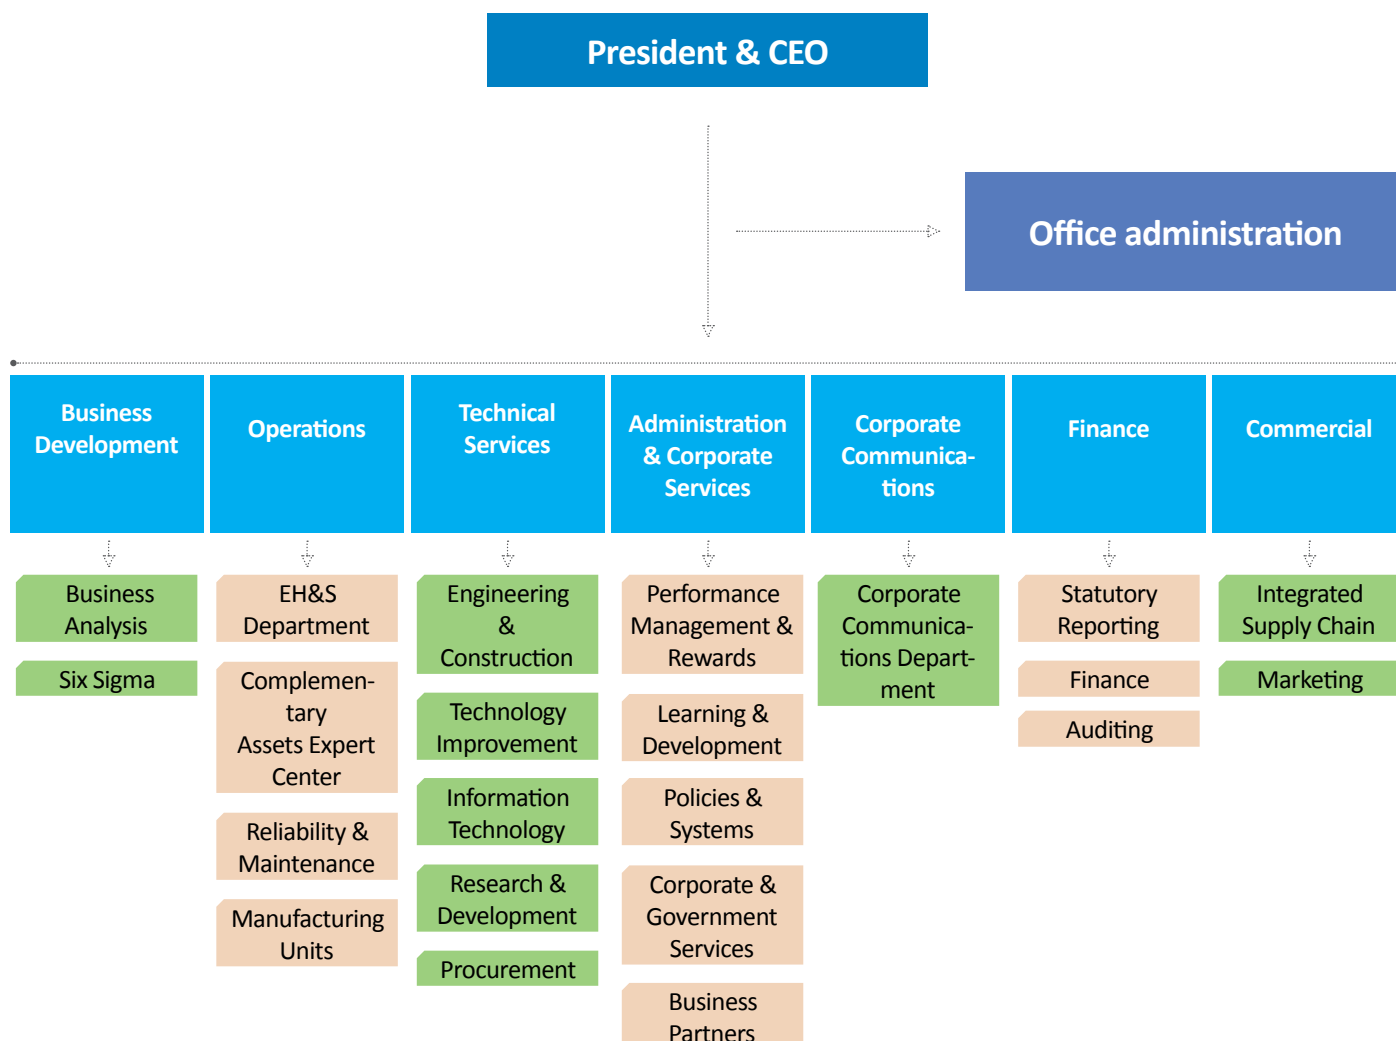 President & CEO
Office administration
Business
Development
Operations
Technical
Services
Administration
& Corporate
Services
Corporate
Communica-
tions
Finance
Commercial
Business
Analysis
Six Sigma
EH&S
Department
Complemen-
tary
Assets Expert
Center
Reliability &
Maintenance
Manufacturing
Units
Engineering
&
Construction
Technology
Improvement
Information
Technology
Research &
Development
Procurement
Performance
Management &
Rewards
Learning &
Development
Policies &
Systems
Corporate &
Government
Services
Business
Partners
Corporate
Communica-
tions Depart-
ment
Statutory
Reporting
Finance
Auditing
Integrated
Supply Chain
Marketing